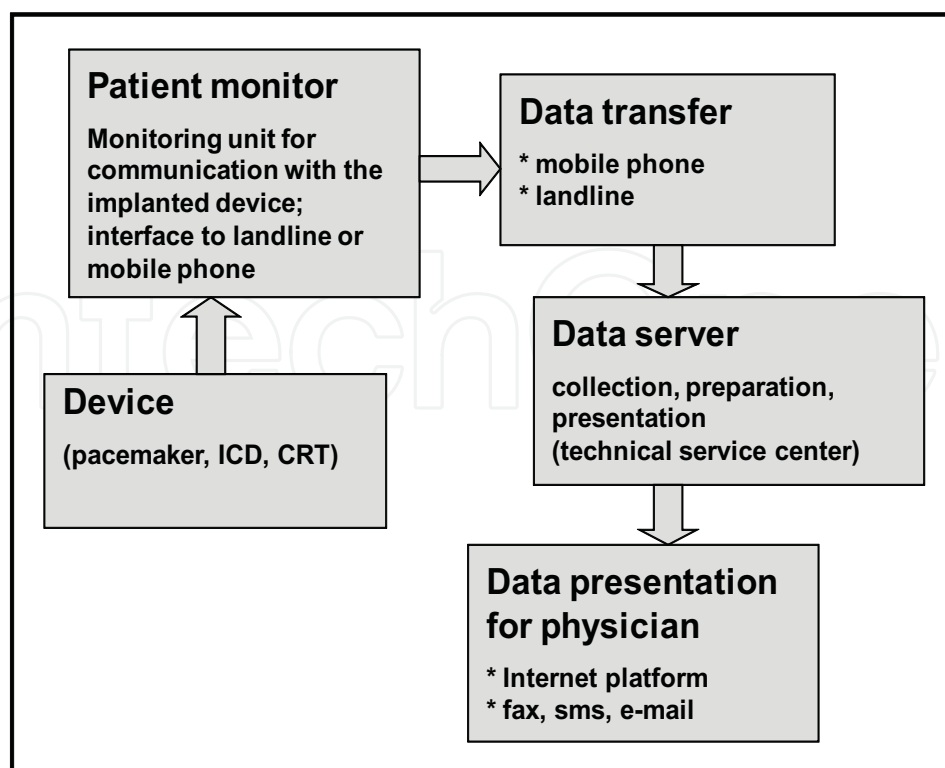 Patient monitor
Monitoring unit for
communication with the
implanted device;
interface to landline or
mobile phone
Data transfer
* mobile phone
* landline
Device
(pacemaker, ICD, CRT)
Data server
collection, preparation,
presentation
(technical service center)
Data presentation
for physician
* Internet platform
* fax, sms, e-mail